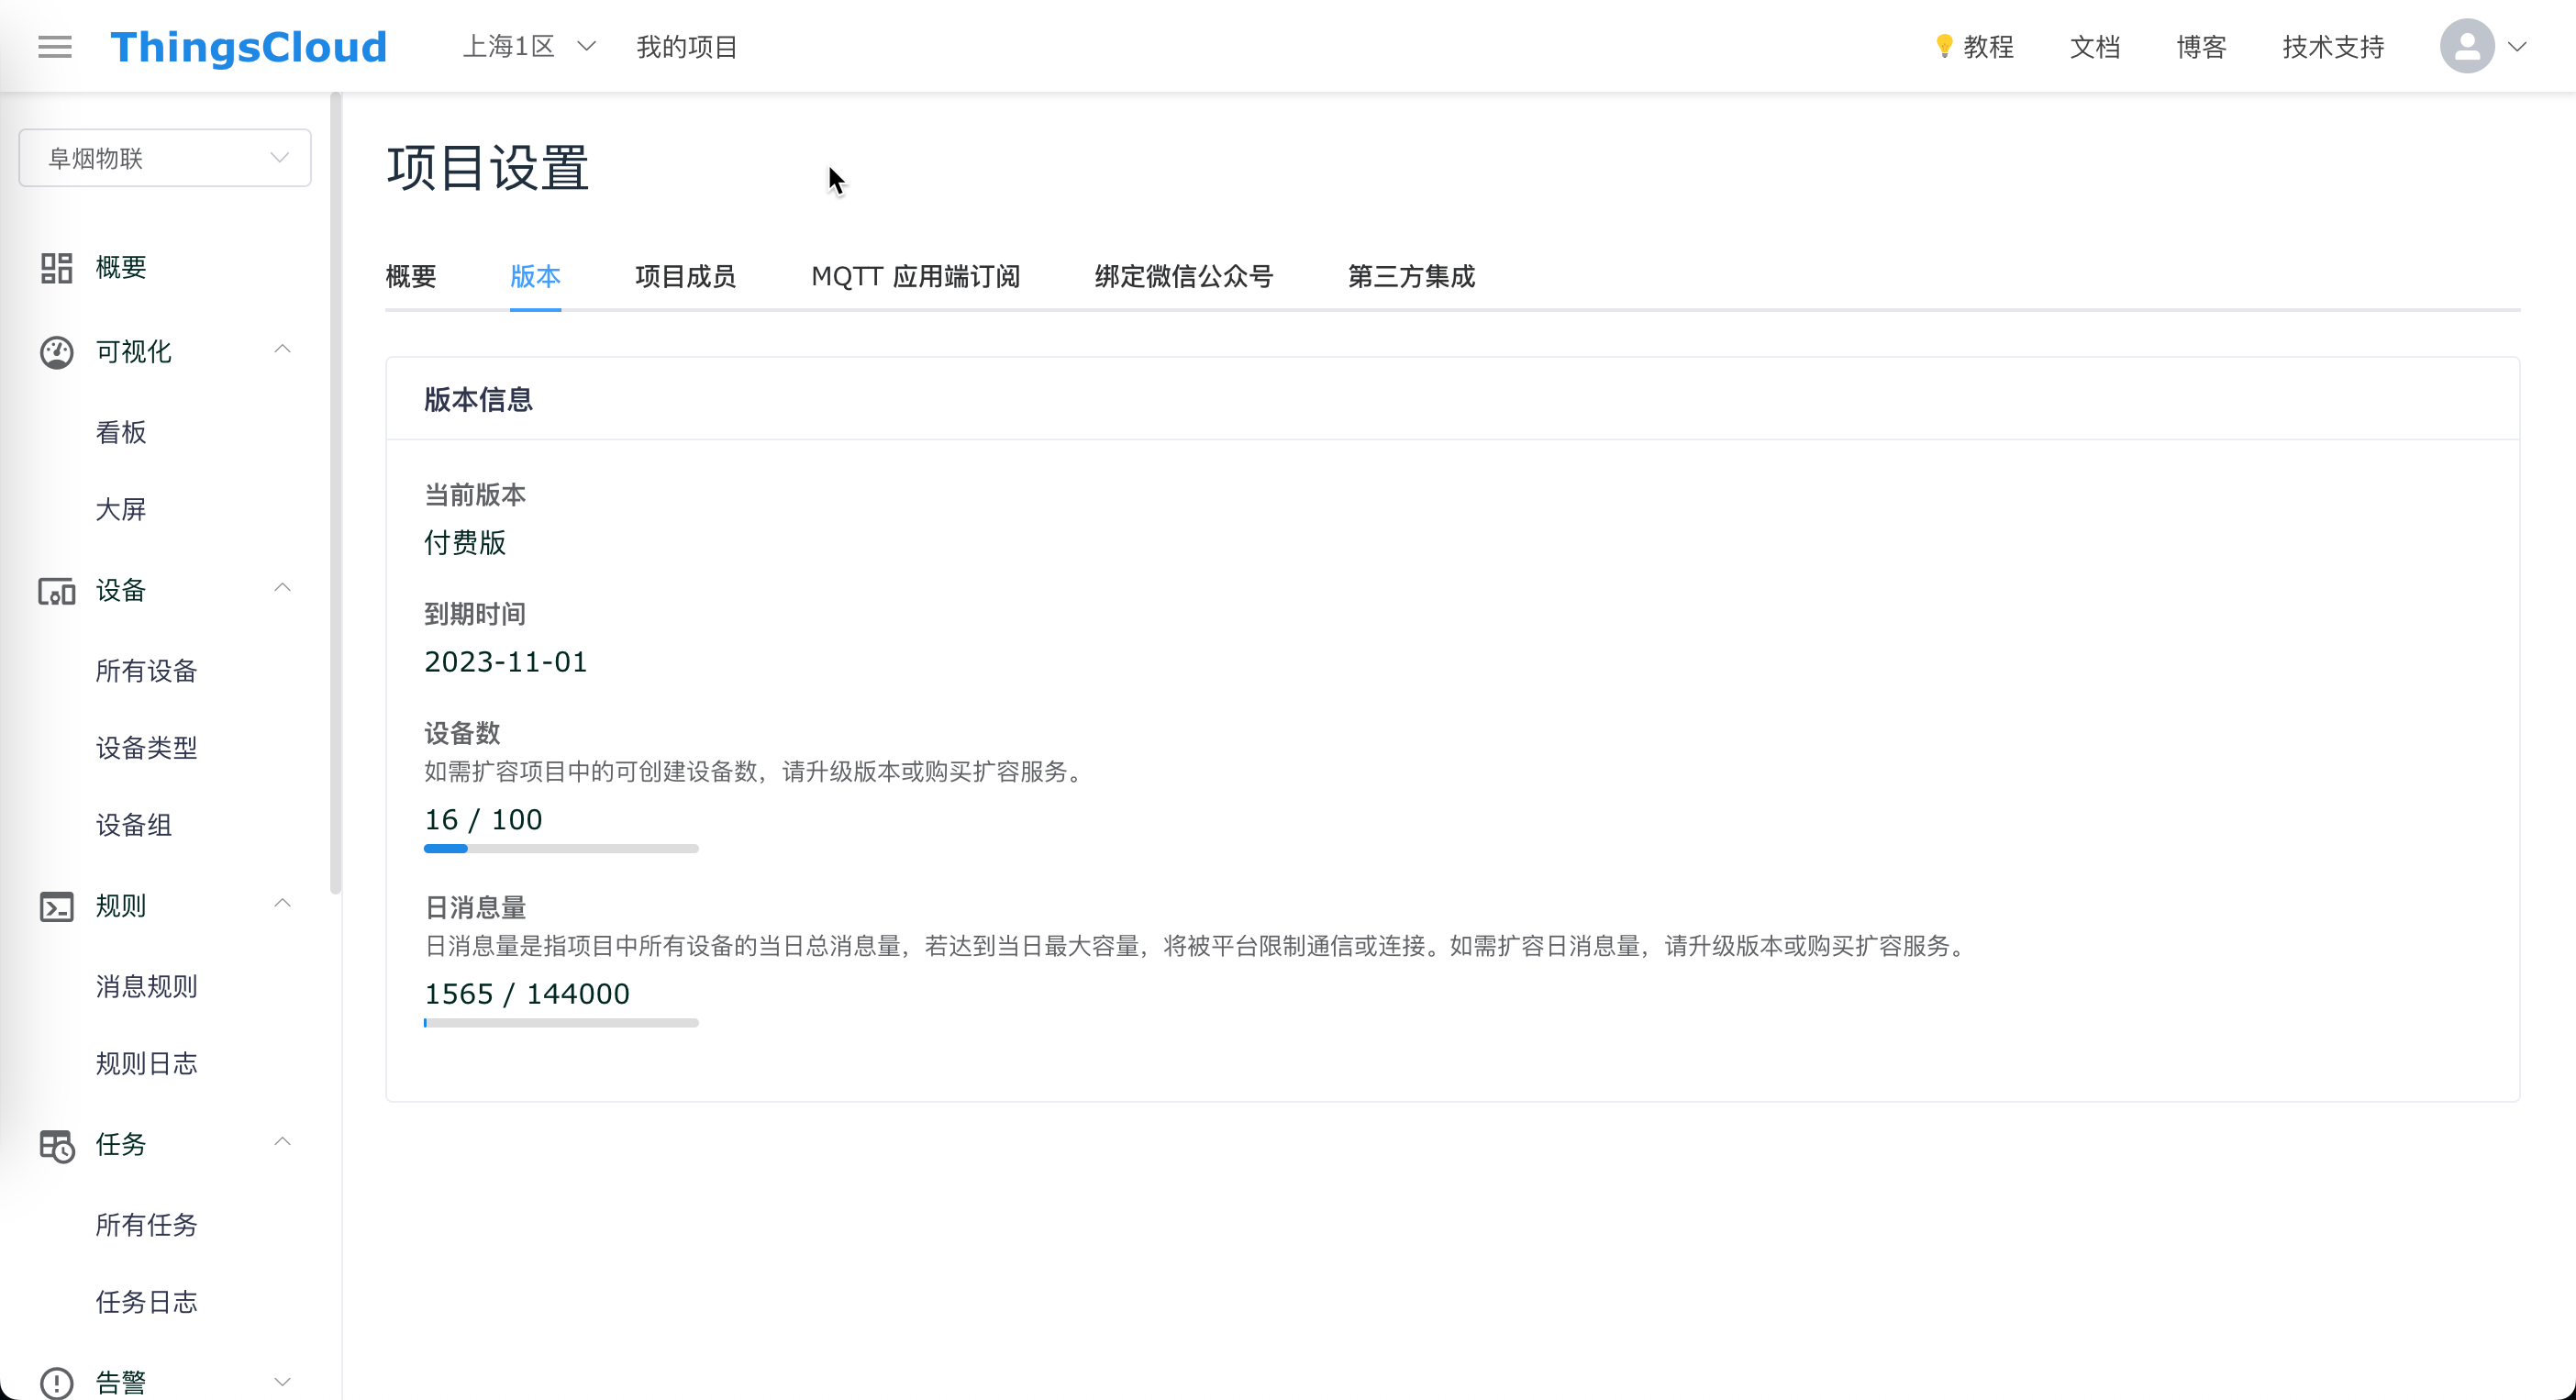 ThingsCloud
上海1区
我的项目
教程
文档
博客
技术支持
阜烟物联
概要
可视化
看板
大屏
设备
所有设备
设备类型
设备组
规则
消息规则
规则日志
任务
所有任务
任务日志
告警
项目设置
概要
版本
项目成员
MQTT 应用端订阅
绑定微信公众号
第三方集成
版本信息
当前版本
付费版
到期时间
2023-11-01
设备数
如需扩容项目中的可创建设备数，请升级版本或购买扩容服务。
16 / 100
日消息量
日消息量是指项目中所有设备的当日总消息量，若达到当日最大容量，将被平台限制通信或连接。如需扩容日消息量，请升级版本或购买扩容服务。
1565 / 144000